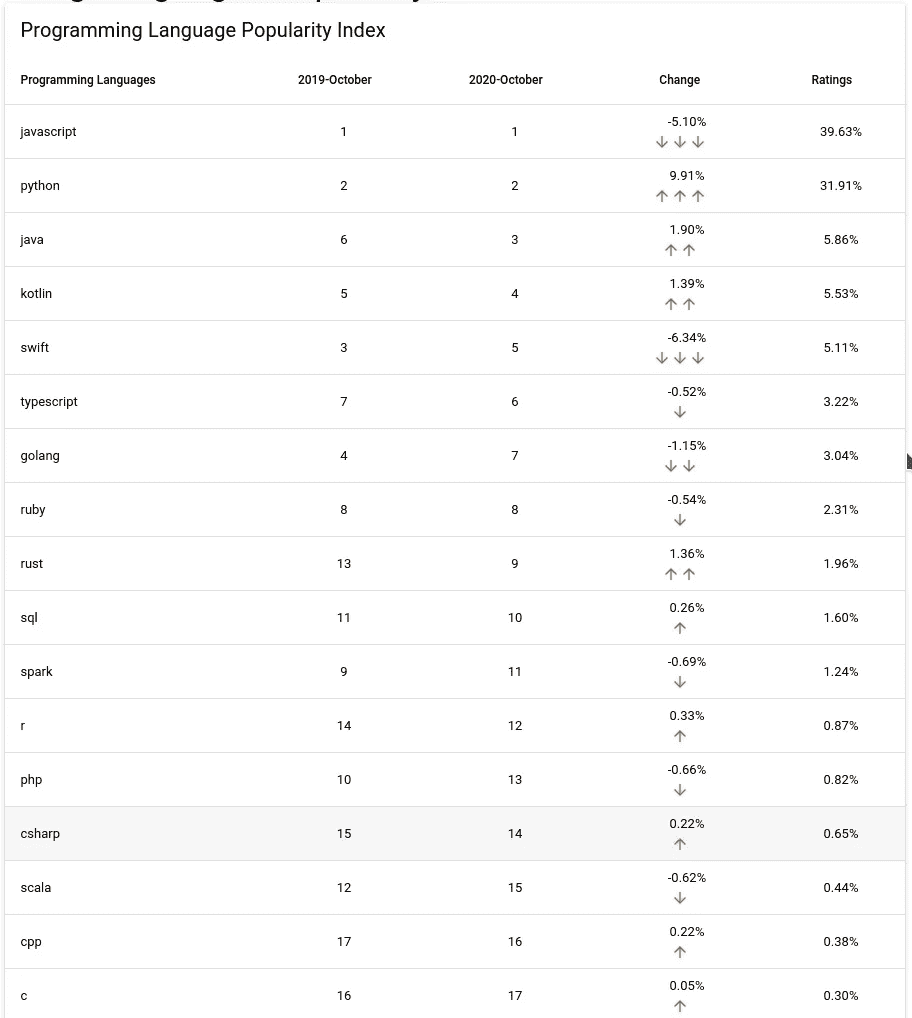 Programming Language Popularity Index
Programming Languages 2019-October 2020-October Change Ratings
javascript 1 1 -5.10% 39.63%
↓ ↓ ↓
python 2 2 9.91% 31.91%
↑ ↑ ↑
java 6 3 1.90% 5.86%
↑ ↑
kotlin 5 4 1.39% 5.53%
↑ ↑
swift 3 5 -6.34% 5.11%
↓ ↓ ↓
typescript 7 6 -0.52% 3.22%
↓
golang 4 7 -1.15% 3.04%
↓ ↓
ruby 8 8 -0.54% 2.31%
↓
rust 13 9 1.36% 1.96%
↑ ↑
sql 11 10 0.26% 1.60%
↑
spark 9 11 -0.69% 1.24%
↓
r 14 12 0.33% 0.87%
↑
php 10 13 -0.66% 0.82%
↓
csharp 15 14 0.22% 0.65%
↑
scala 12 15 -0.62% 0.44%
↓
cpp 17 16 0.22% 0.38%
↑
c 16 17 0.05% 0.30%
↑